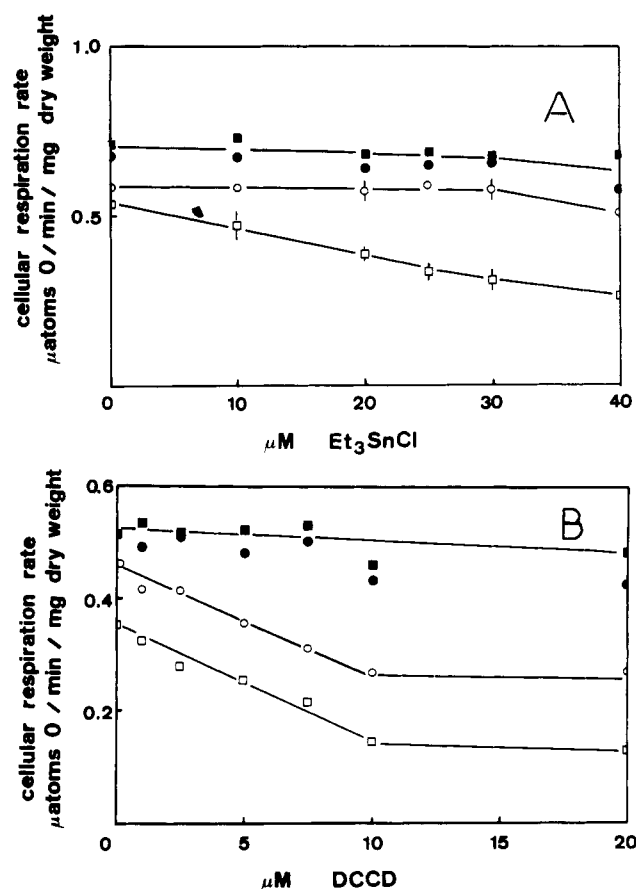 A
cellular respiration rate
μatoms O / min / mg dry weight
1.0
0.5
0 10 20 30 40
μM Et₃SnCl
B
cellular respiration rate
μatoms O / min / mg dry weight
0.6
0.4
0.2
0 5 10 15 20
μM DCCD